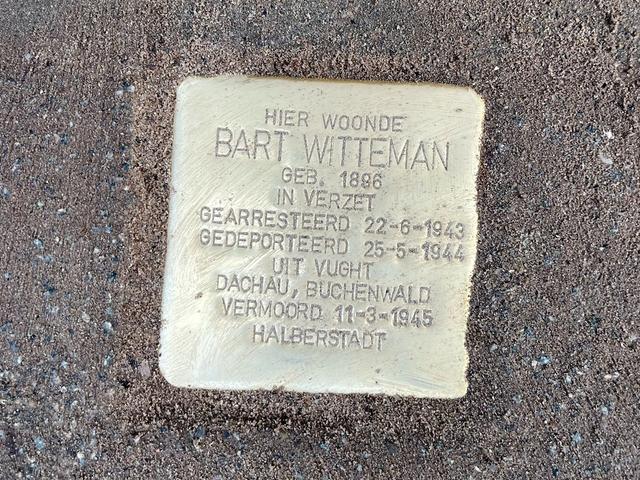 HIER WOONDE
BART WITTEMAN
GEB. 1896
IN VERZET
GEARRESTEERD 22-6-1943
GEDEPORTEERD 25-5-1944
UIT VUGHT
DACHAU, BUCHENWALD
VERMOORD 11-3-1945
HALBERSTADT